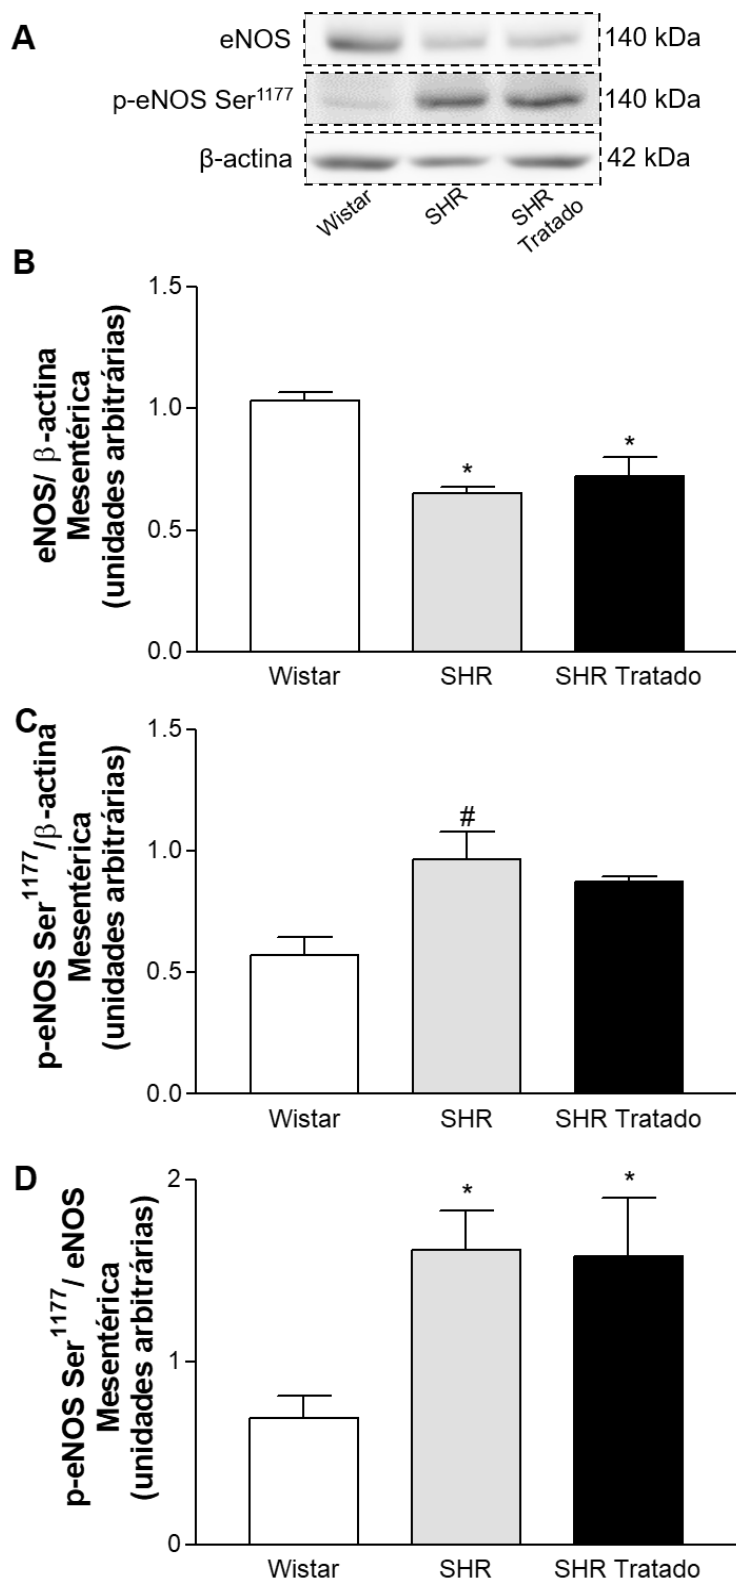 A
eNOS
140 kDa
p-eNOS Ser1177
140 kDa
β-actina
42 kDa
Wistar
SHR
SHR
Tratado
B
eNOS/ β-actina
Mesentérica
(unidades arbitrárias)
1.5
1.0
0.5
0.0
*
*
Wistar
SHR
SHR Tratado
C
p-eNOS Ser1177/β-actina
Mesentérica
(unidades arbitrárias)
1.5
1.0
0.5
0.0
#
Wistar
SHR
SHR Tratado
D
p-eNOS Ser1177/ eNOS
Mesentérica
(unidades arbitrárias)
2
1
0
*
*
Wistar
SHR
SHR Tratado